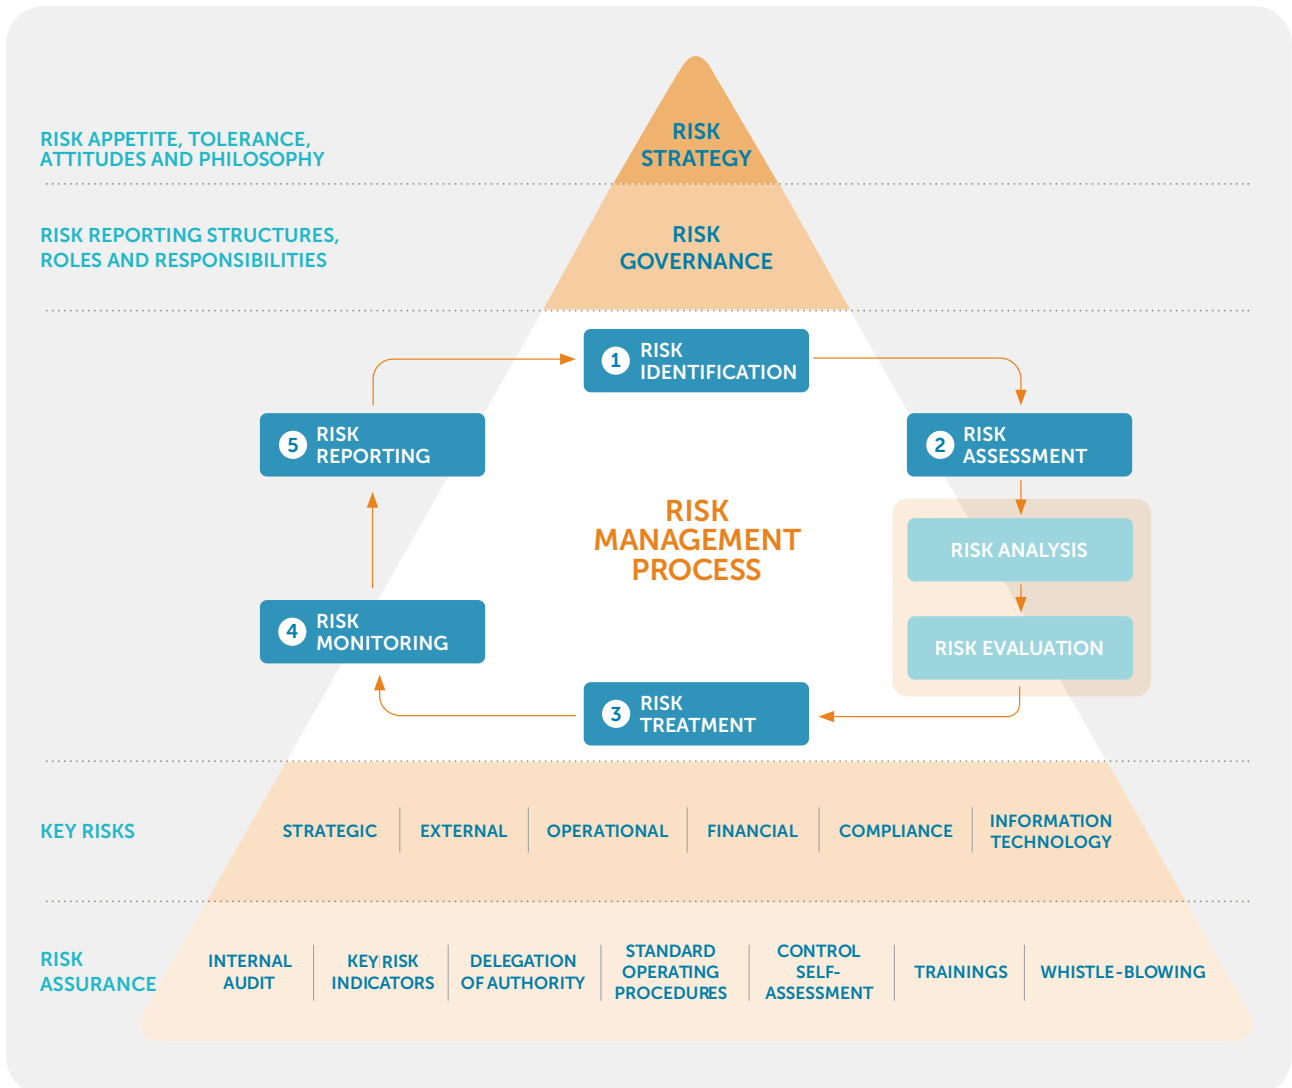 RISK APPETITE, TOLERANCE,
ATTITUDES AND PHILOSOPHY
RISK
STRATEGY
RISK REPORTING STRUCTURES,
ROLES AND RESPONSIBILITIES
RISK
GOVERNANCE
1 RISK
IDENTIFICATION
2 RISK
ASSESSMENT
RISK ANALYSIS
RISK EVALUATION
3 RISK
TREATMENT
4 RISK
MONITORING
5 RISK
REPORTING
RISK
MANAGEMENT
PROCESS
KEY RISKS
STRATEGIC
EXTERNAL
OPERATIONAL
FINANCIAL
COMPLIANCE
INFORMATION
TECHNOLOGY
RISK
ASSURANCE
INTERNAL
AUDIT
KEY RISK
INDICATORS
DELEGATION
OF AUTHORITY
STANDARD
OPERATING
PROCEDURES
CONTROL
SELF-
ASSESSMENT
TRAININGS
WHISTLE-BLOWING